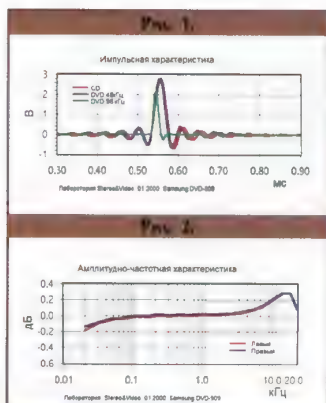 Рис. 1.
Импульсная характеристика
CD
DVD 48кГц
DVD 96кГц
В
3
2
1
0
-1
0.30 0.40 0.50 0.60 0.70 0.80 0.90
мс
Лаборатория Stereo&Video 01 2000 Samsung DVD-909
Рис. 2.
Амплитудно-частотная характеристика
дБ
0.4
0.2
0.0
0.2
0.4
0.6
Левый
Правый
0.01 0.1 1.0 10.0 20.0
кГц
Лаборатория Stereo&Video 01 2000 Samsung DVD-909